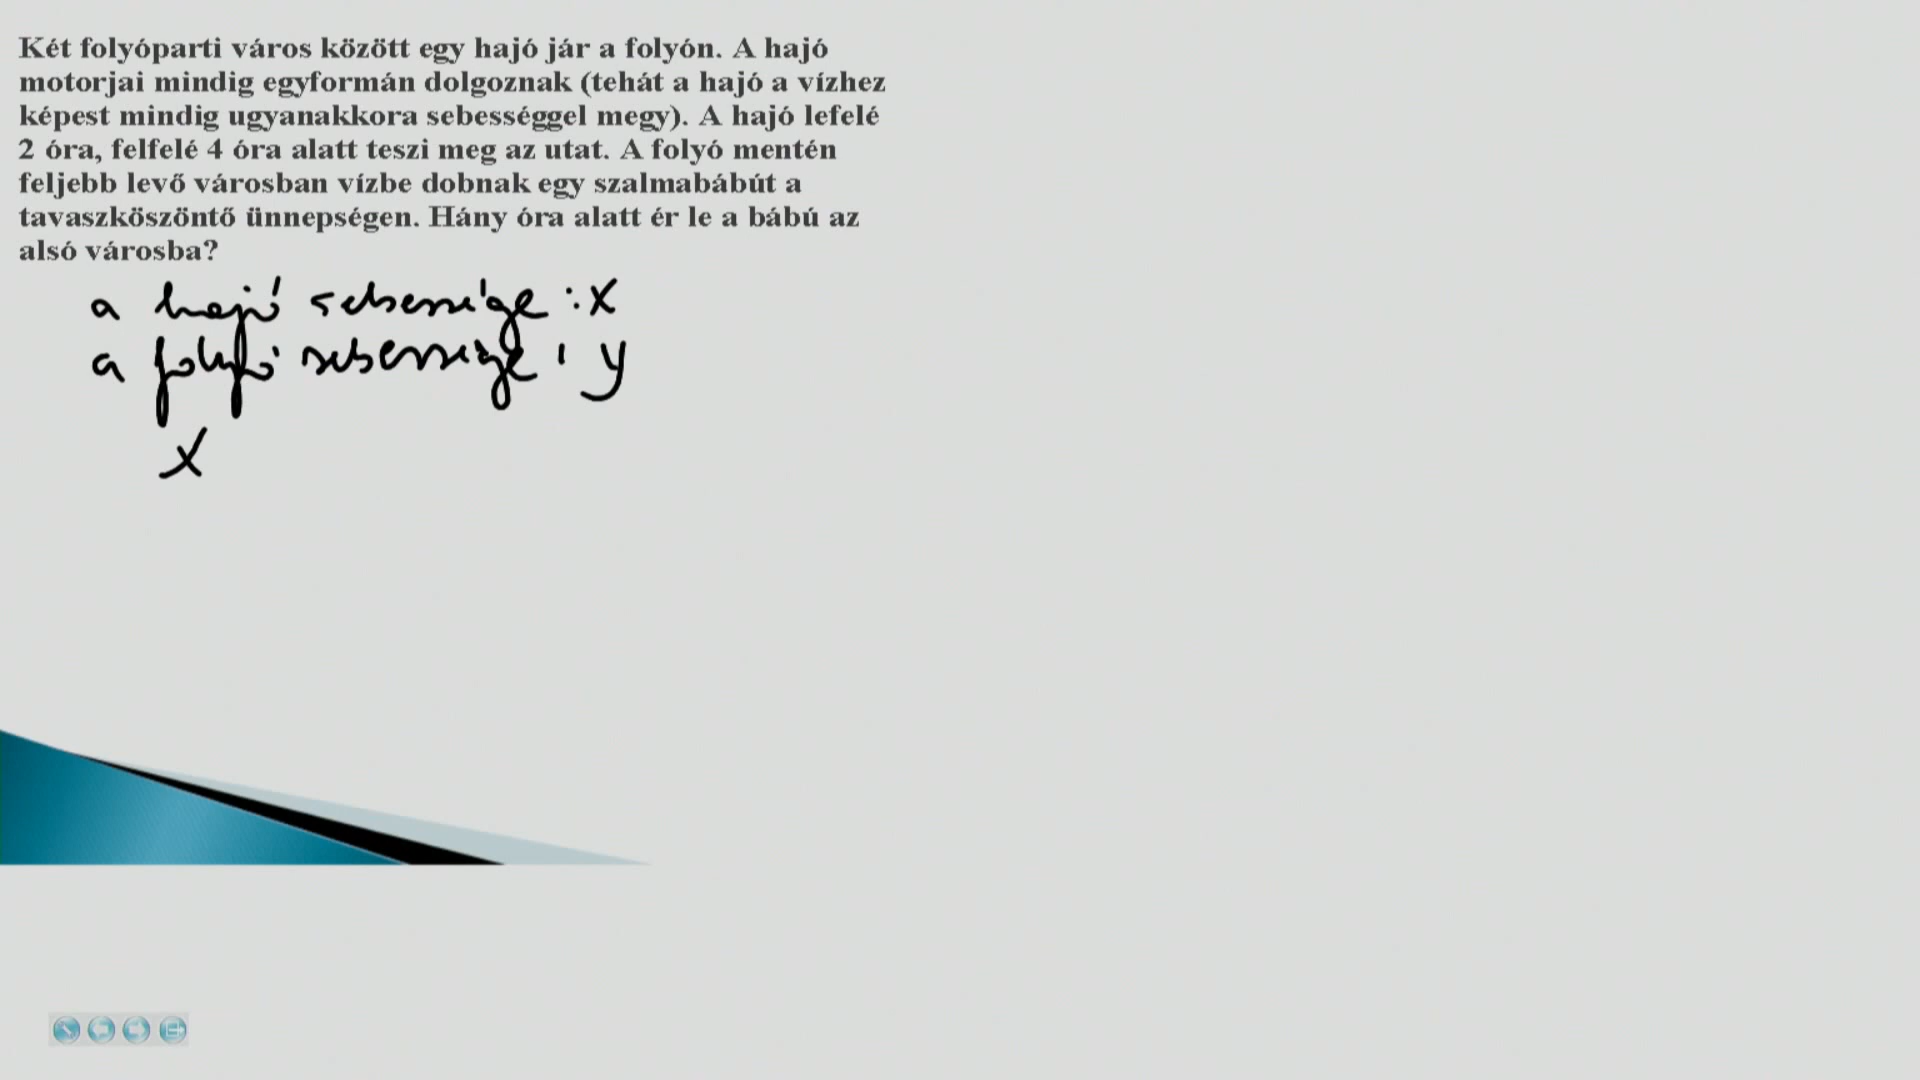 Két folyóparti város között egy hajó jár a folyón. A hajó
motorjai mindig egyformán dolgoznak (tehát a hajó a vízhez
képest mindig ugyanakkora sebességgel megy). A hajó lefelé
2 óra, felfelé 4 óra alatt teszi meg az utat. A folyó mentén
feljebb levő városban vízbe dobnak egy szalmabábút a
tavaszköszöntő ünnepségen. Hány óra alatt ér le a bábú az
alsó városba?
a hajó sebessége : x
a folyó sebessége : y
x